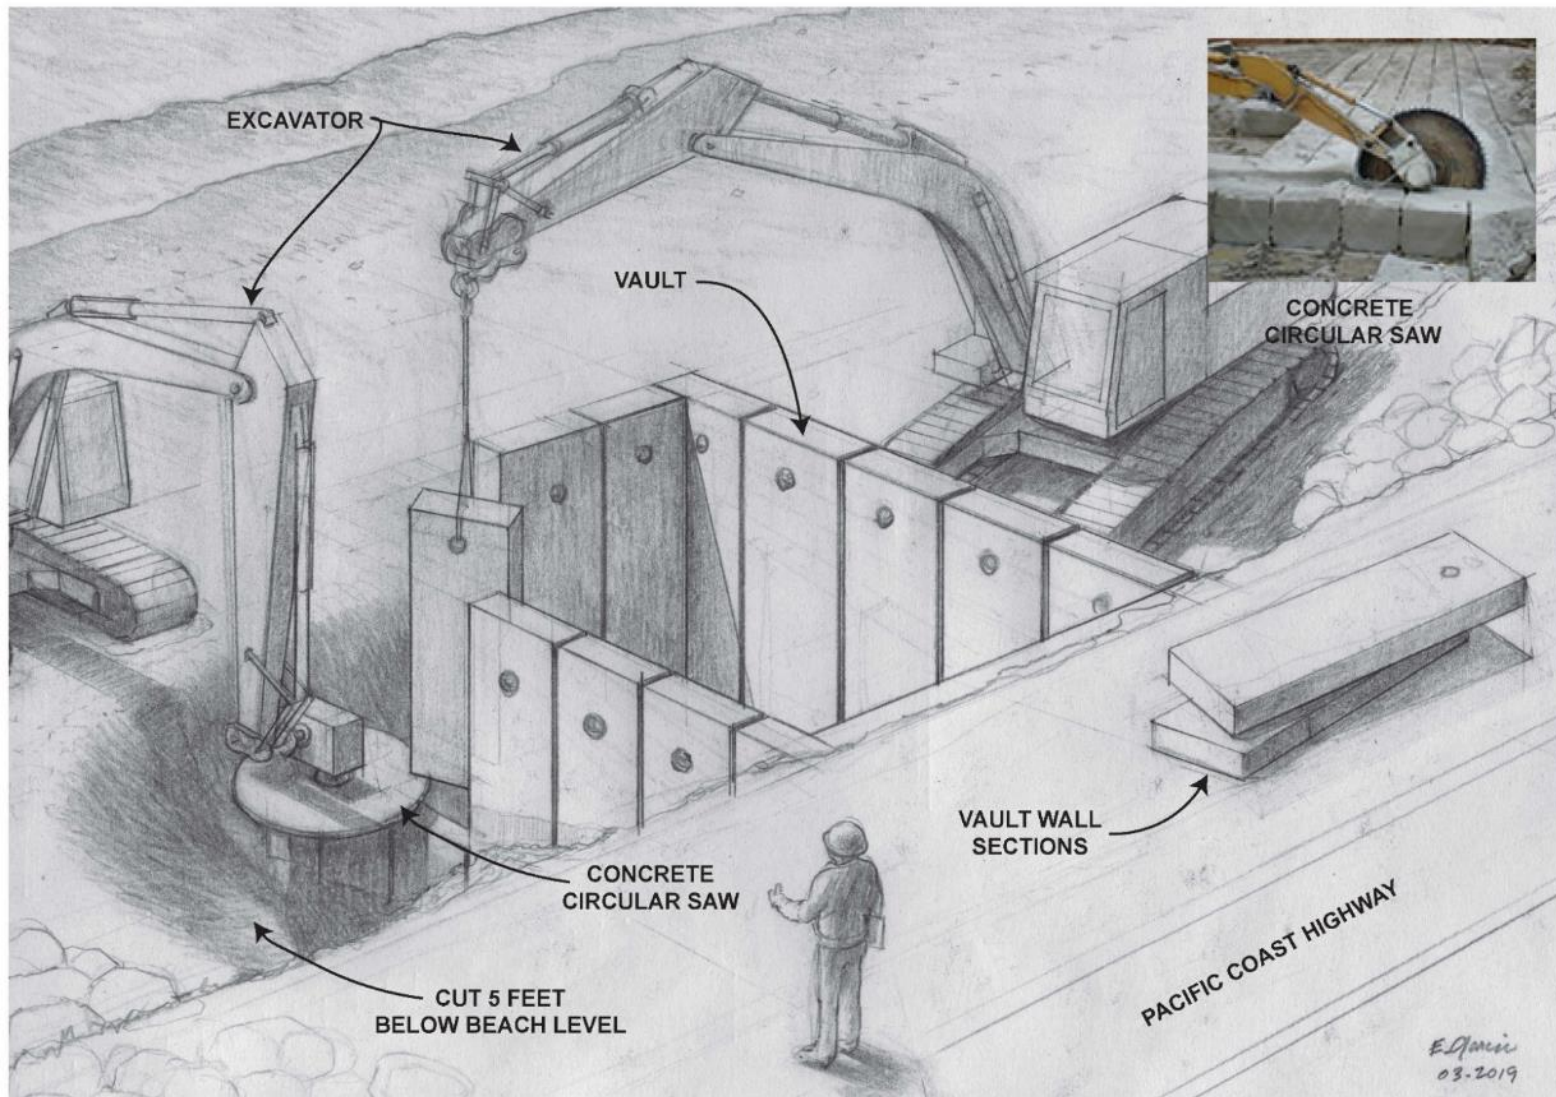 EXCAVATOR
VAULT
CONCRETE
CIRCULAR SAW
CONCRETE
CIRCULAR SAW
VAULT WALL
SECTIONS
CUT 5 FEET
BELOW BEACH LEVEL
PACIFIC COAST HIGHWAY
03-2019